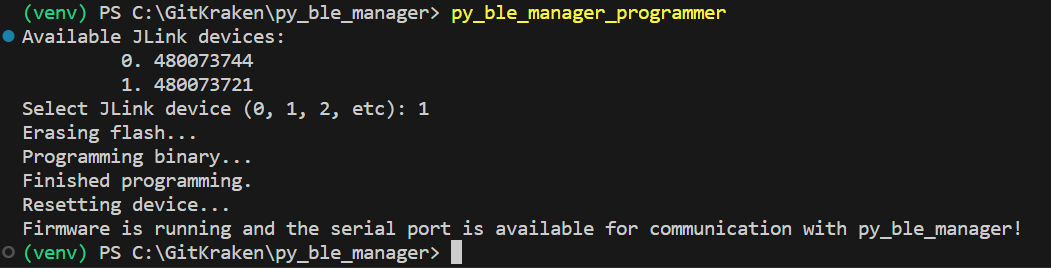 (venv) PS C:\GitKraken\py_ble_manager> py_ble_manager_programmer
Available JLink devices:
0. 480073744
1. 480073721
Select JLink device (0, 1, 2, etc): 1
Erasing flash...
Programming binary...
Finished programming.
Resetting device...
Firmware is running and the serial port is available for communication with py_ble_manager!
(venv) PS C:\GitKraken\py_ble_manager>